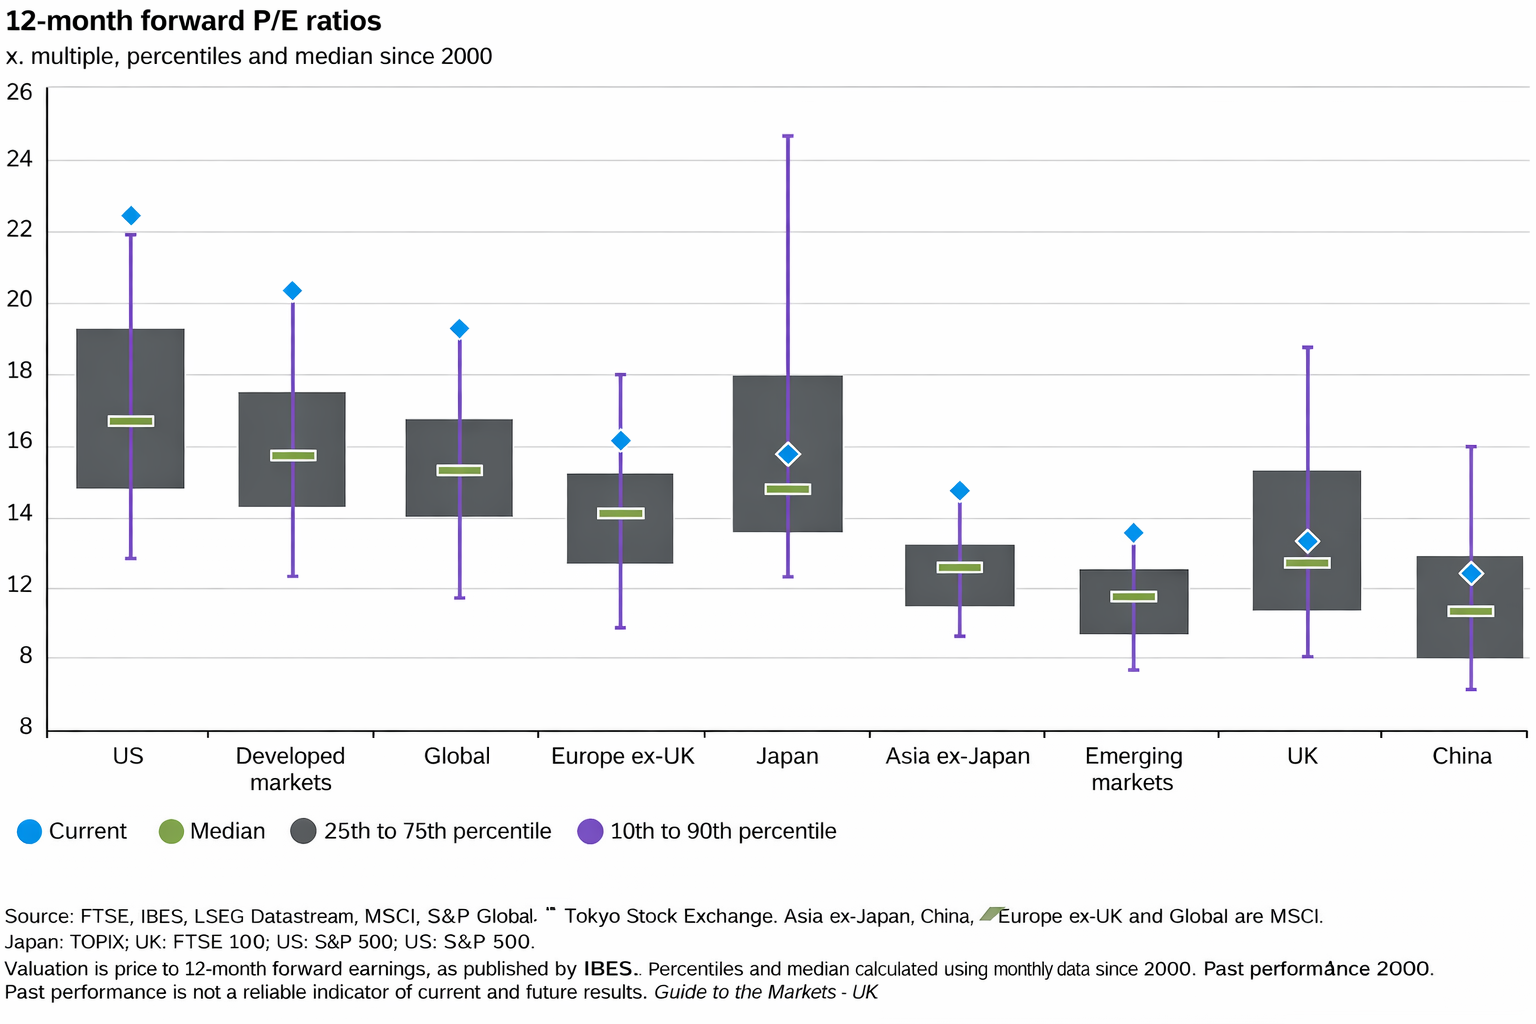 12-month forward P/E ratios
x. multiple, percentiles and median since 2000
26
24
22
20
18
16
14
12
8
8
US
Developed markets
Global
Europe ex-UK
Japan
Asia ex-Japan
Emerging markets
UK
China
Current
Median
25th to 75th percentile
10th to 90th percentile
Source: FTSE, IBES, LSEG Datastream, MSCI, S&P Global. Tokyo Stock Exchange. Asia ex-Japan, China, Europe ex-UK and Global are MSCI.
Japan: TOPIX; UK: FTSE 100; US: S&P 500; US: S&P 500.
Valuation is price to 12-month forward earnings, as published by IBES.. Percentiles and median calculated using monthly data since 2000. Past performance 2000.
Past performance is not a reliable indicator of current and future results. Guide to the Markets - UK